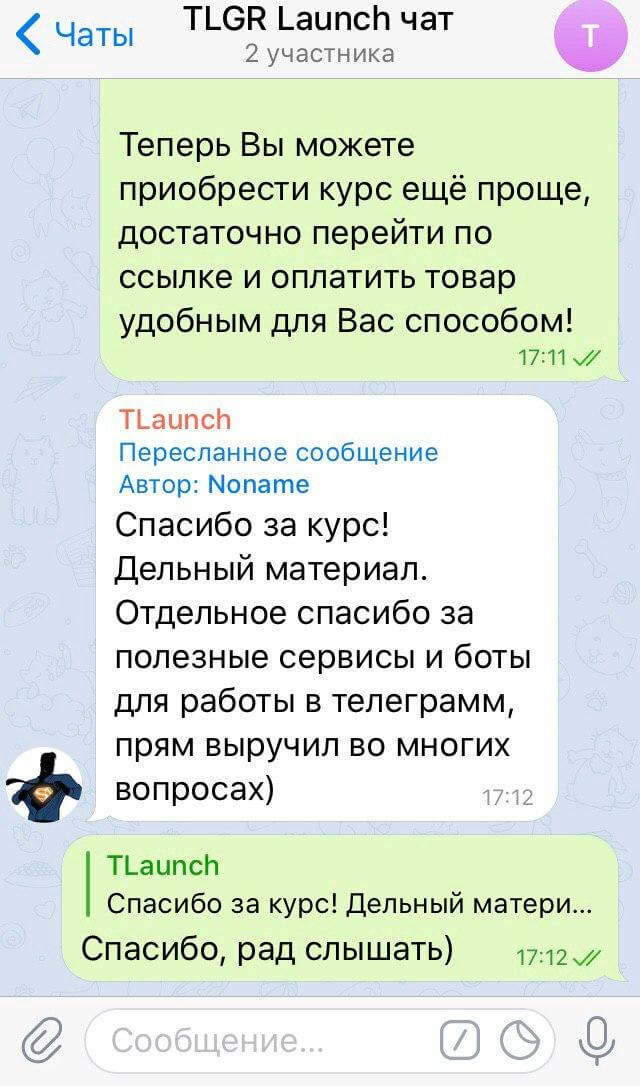 Чаты
TLGR Launch чат
2 участника
T
Теперь Вы можете
приобрести курс ещё проще,
достаточно перейти по
ссылке и оплатить товар
удобным для Вас способом!
17:11
TLaunch
Пересланное сообщение
Автор: Noname
Спасибо за курс!
Дельный материал.
Отдельное спасибо за
полезные сервисы и боты
для работы в телеграмм,
прям выручил во многих
вопросах)
17:12
TLaunch
Спасибо за курс! Дельный матери...
Спасибо, рад слышать)
17:12
Сообщение...